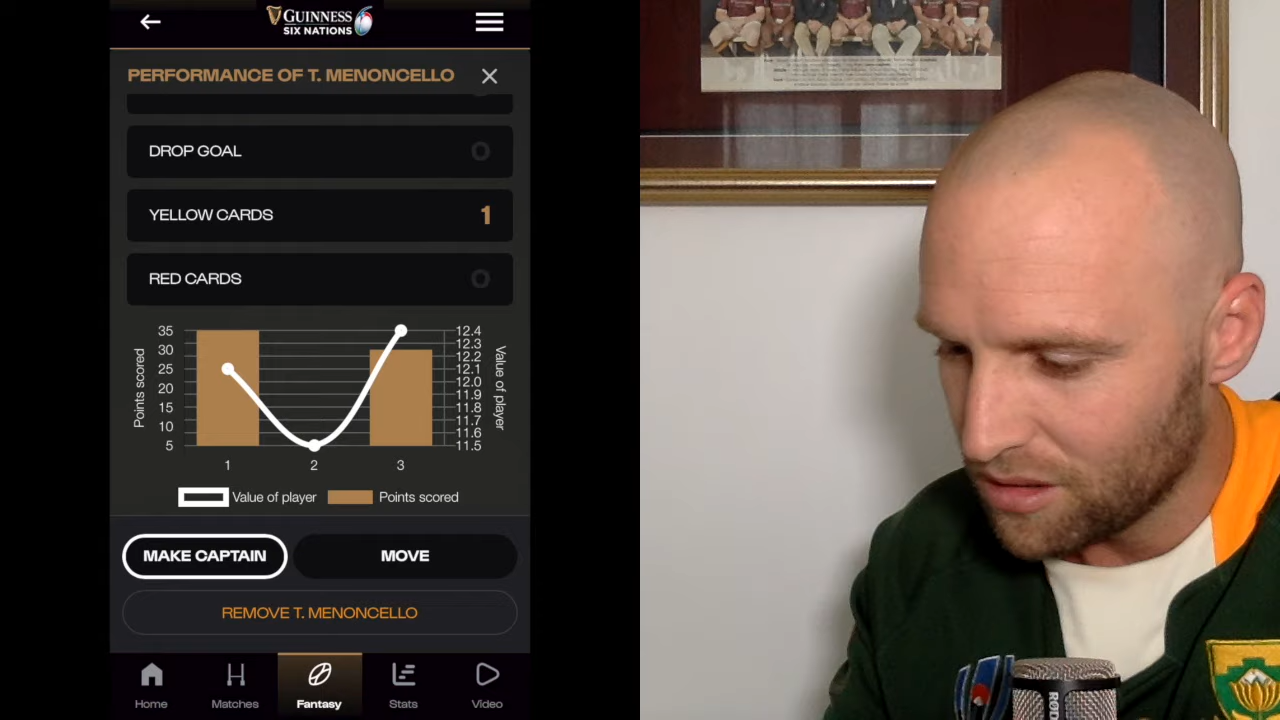 GUINNESS
SIX NATIONS
PERFORMANCE OF T. MENONCELLO
DROP GOAL 0
YELLOW CARDS 1
RED CARDS 0
Points scored
35
30
25
20
15
10
5
12.4
12.3
12.2
12.1
12.0
11.9
11.8
11.7
11.6
11.5
Value of player
1 2 3
Value of player Points scored
MAKE CAPTAIN MOVE
REMOVE T. MENONCELLO
Home Matches Fantasy Stats Video
RØDE